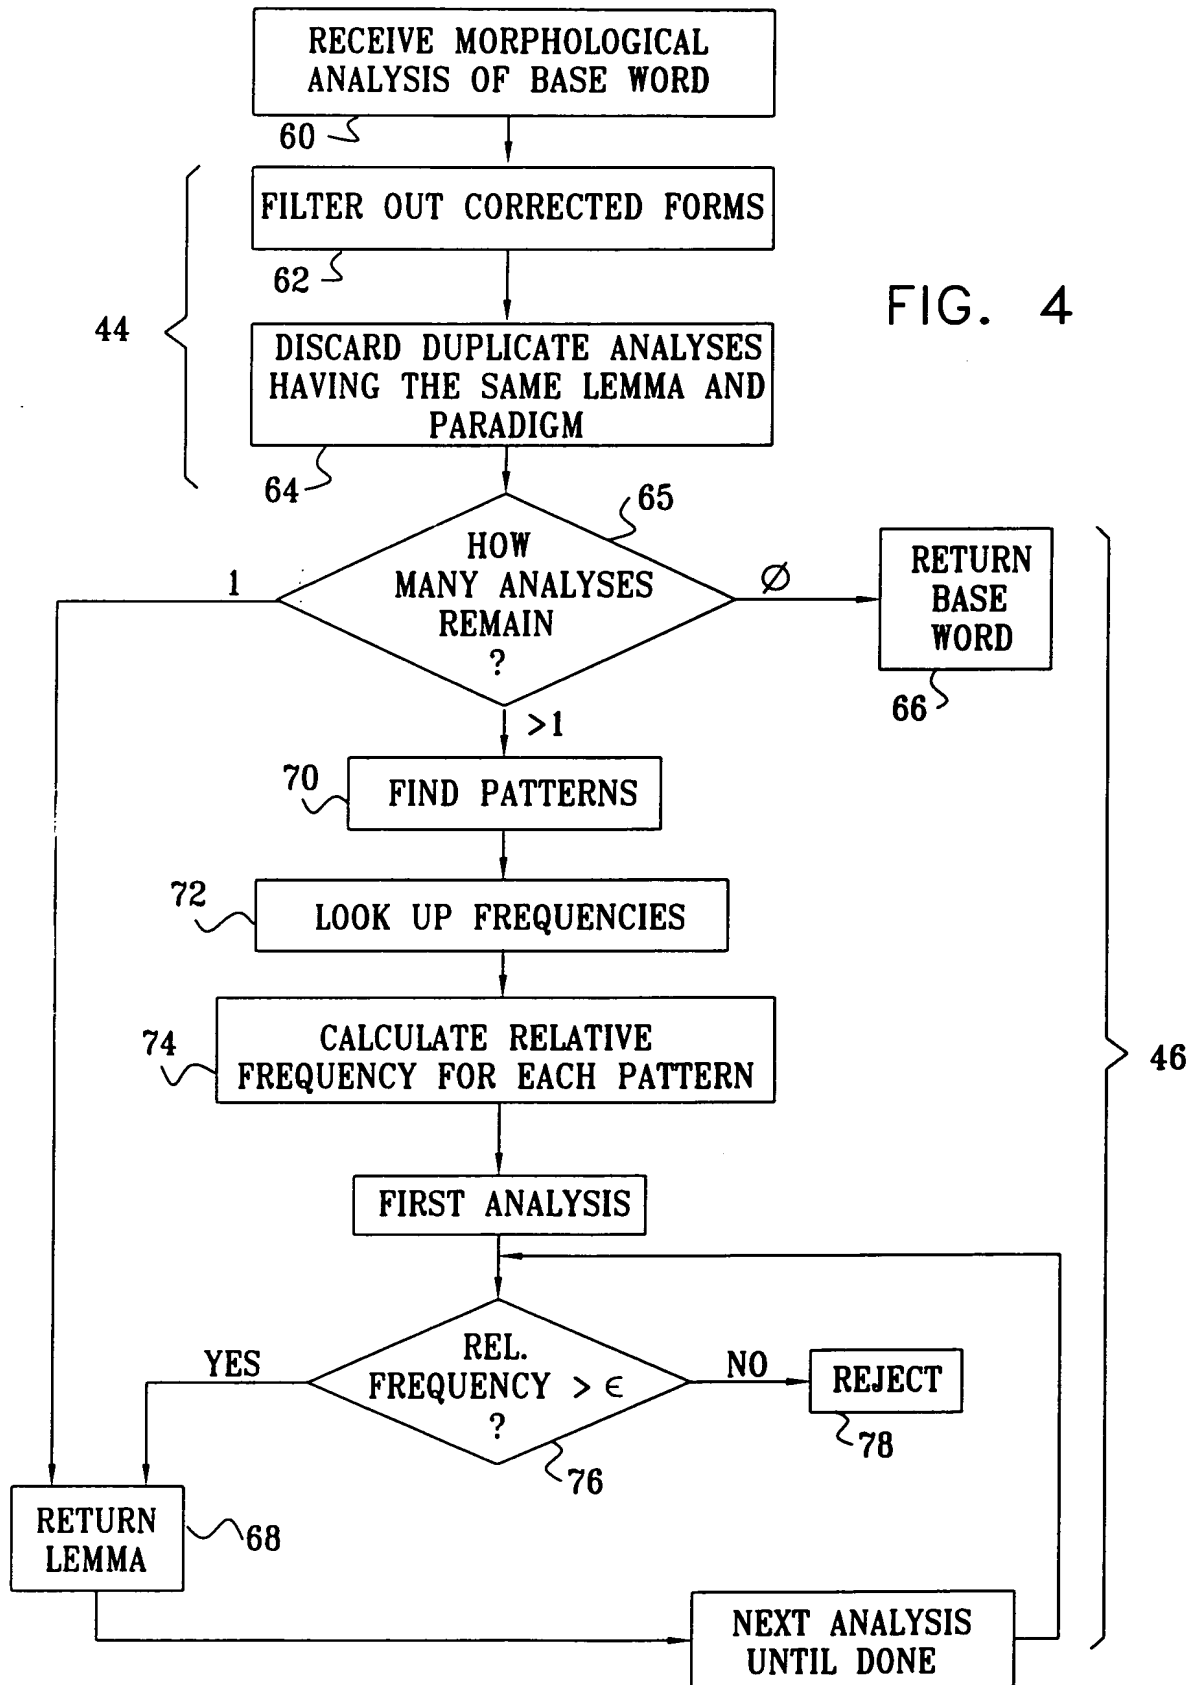 RECEIVE MORPHOLOGICAL
ANALYSIS OF BASE WORD
60
FILTER OUT CORRECTED FORMS
62
FIG. 4
44
DISCARD DUPLICATE ANALYSES
HAVING THE SAME LEMMA AND
PARADIGM
64
65
HOW
MANY ANALYSES
REMAIN
?
1
Ø
RETURN
BASE
WORD
66
>1
70
FIND PATTERNS
72
LOOK UP FREQUENCIES
74
CALCULATE RELATIVE
FREQUENCY FOR EACH PATTERN
46
FIRST ANALYSIS
REL.
FREQUENCY > ϵ
?
YES
NO
REJECT
78
76
RETURN
LEMMA
68
NEXT ANALYSIS
UNTIL DONE